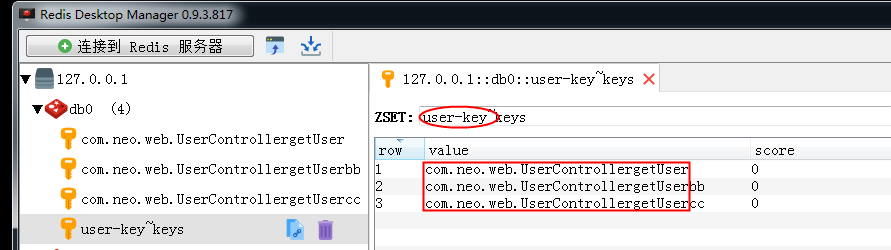 Redis Desktop Manager 0.9.3.817
连接到 Redis 服务器
127.0.0.1
db0 (4)
com.neo.web.UserControllergetUser
com.neo.web.UserControllergetUserbb
com.neo.web.UserControllergetUsercc
user-key~keys
127.0.0.1::db0::user-key~keys
ZSET: user-key~keys
row value score
1 com.neo.web.UserControllergetUser 0
2 com.neo.web.UserControllergetUserbb 0
3 com.neo.web.UserControllergetUsercc 0